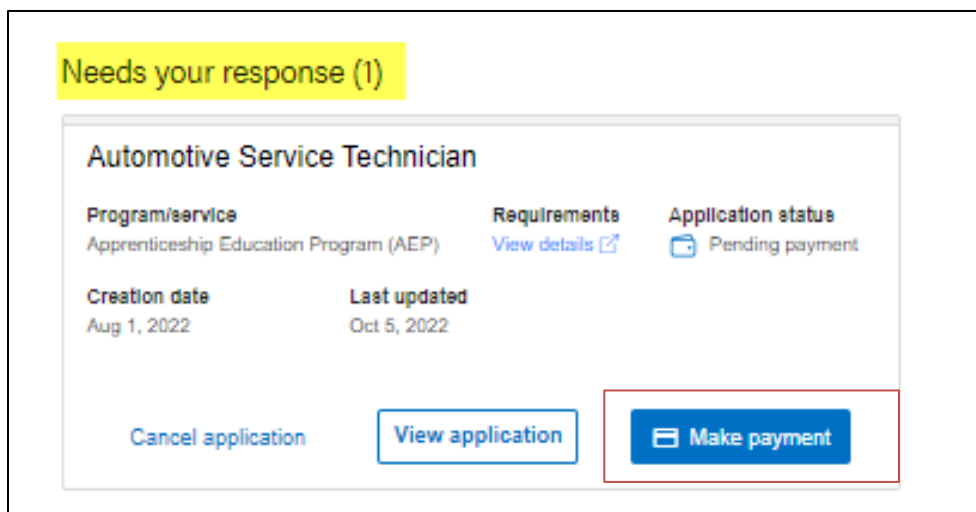 Needs your response (1)
Automotive Service Technician
Program/service Requirements Application status
Apprenticeship Education Program (AEP) View details Pending payment
Creation date Last updated
Aug 1, 2022 Oct 5, 2022
Cancel application View application Make payment